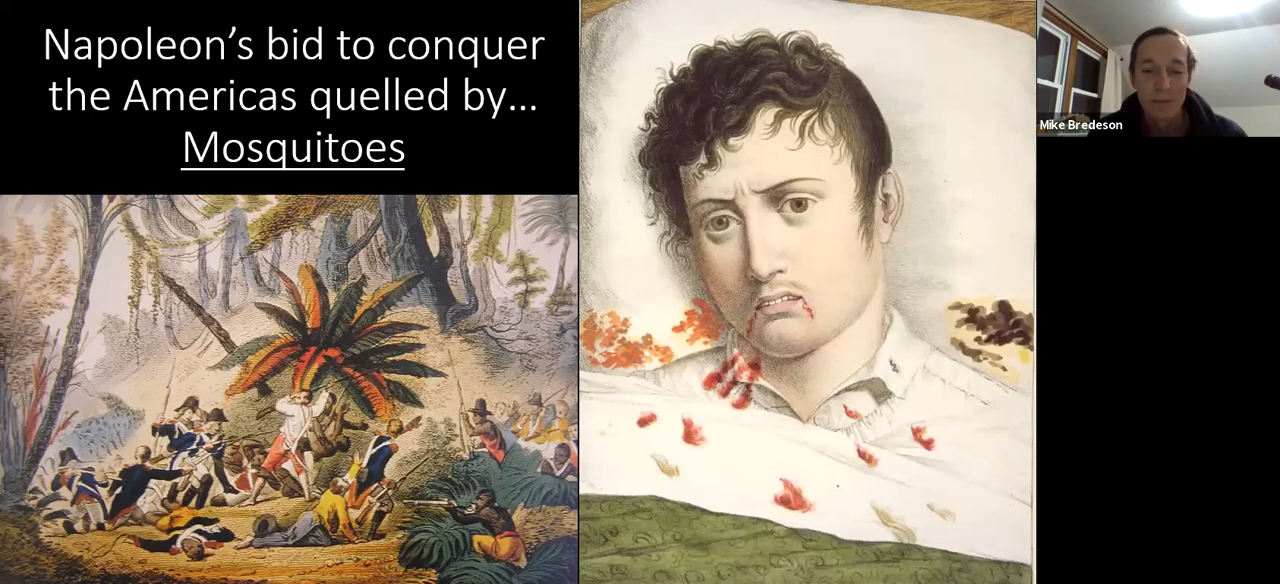 Napoleon’s bid to conquer
the Americas quelled by…
Mosquitoes
Mike Bredeson